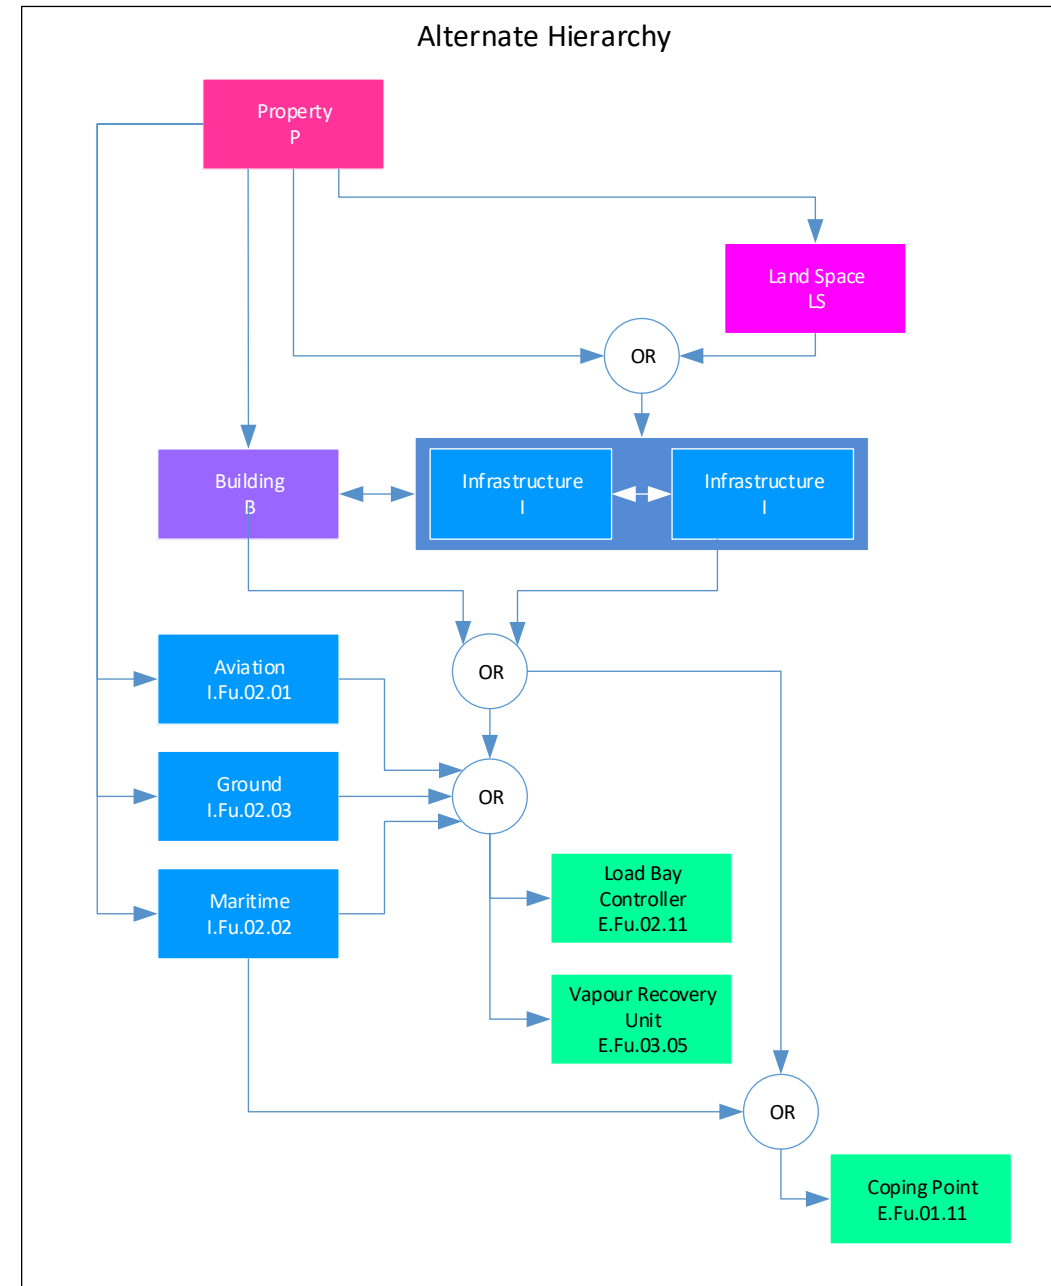 Alternate Hierarchy
Property
P
Land Space
LS
OR
Building
B
Infrastructure
I
Infrastructure
I
OR
Aviation
I.Fu.02.01
Ground
I.Fu.02.03
OR
Maritime
I.Fu.02.02
Load Bay
Controller
E.Fu.02.11
Vapour Recovery
Unit
E.Fu.03.05
OR
Coping Point
E.Fu.01.11